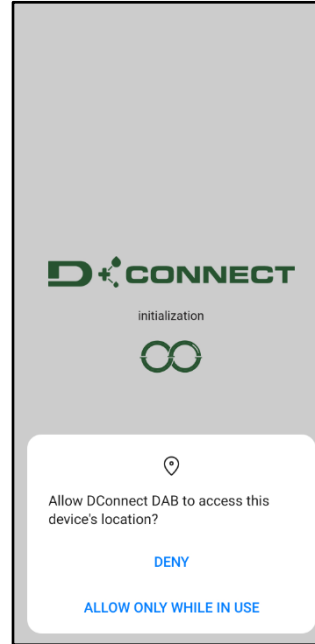 D+CONNECT
initialization
Allow DConnect DAB to access this
device's location?
DENY
ALLOW ONLY WHILE IN USE